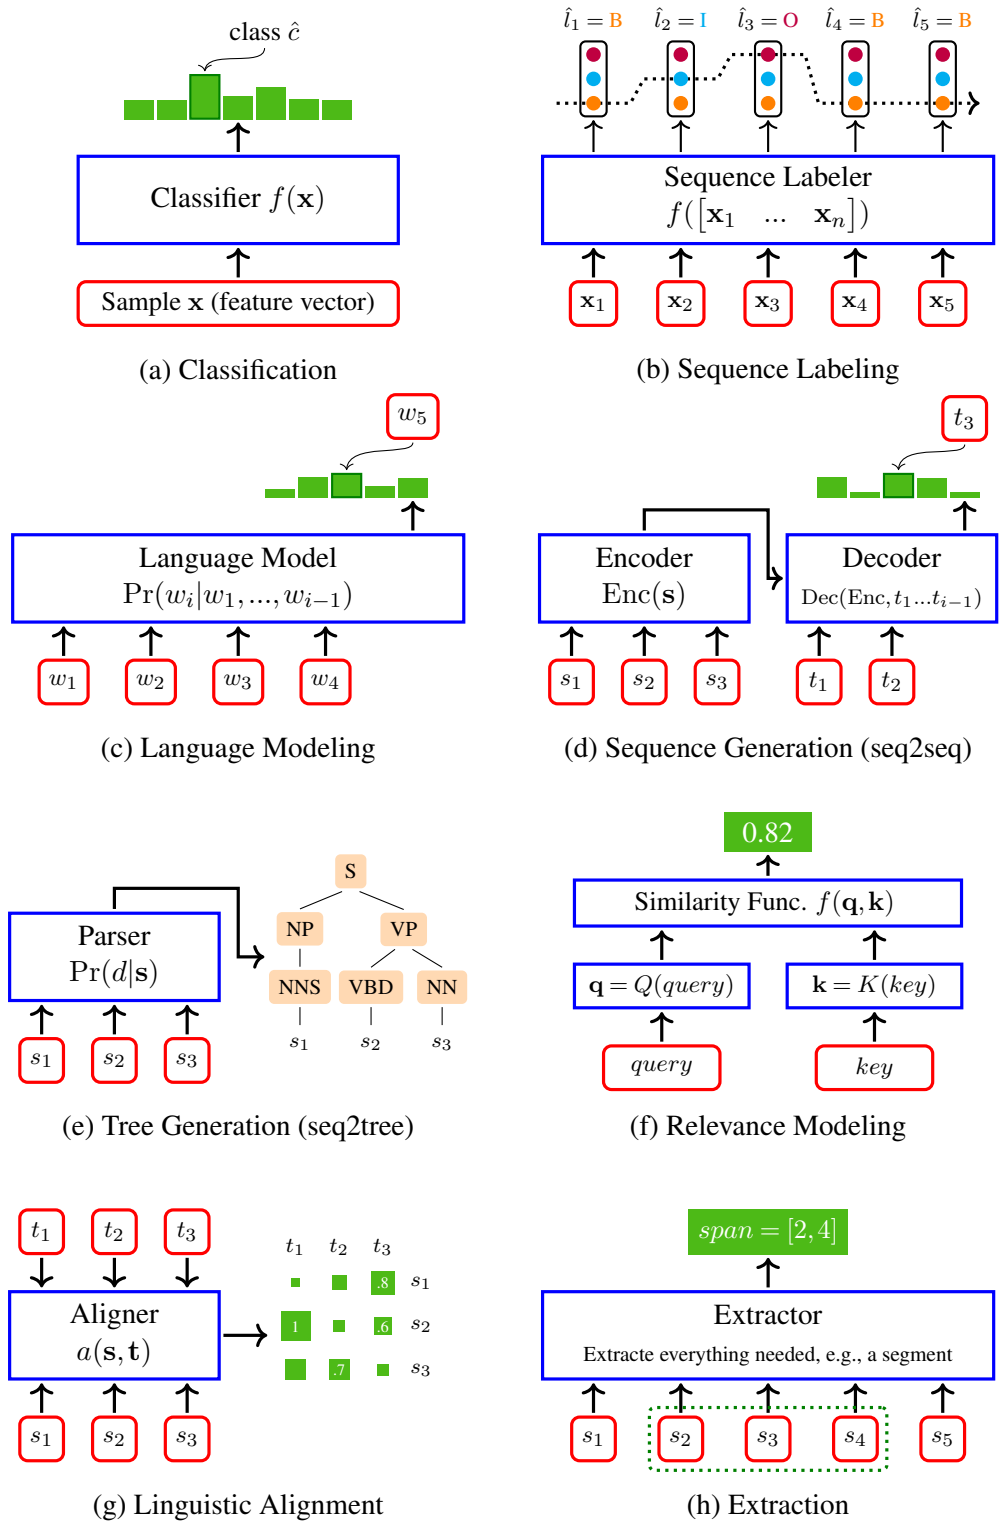 class ĉ
Classifier f(x)
Sample x (feature vector)
(a) Classification
l̂₁ = B l̂₂ = I l̂₃ = O l̂₄ = B l̂₅ = B
Sequence Labeler
f([x₁ ... xₙ])
x₁ x₂ x₃ x₄ x₅
(b) Sequence Labeling
w₅
Language Model
Pr(wᵢ|w₁, ..., wᵢ₋₁)
w₁ w₂ w₃ w₄
(c) Language Modeling
t₃
Encoder
Enc(s)
Decoder
Dec(Enc, t₁...tᵢ₋₁)
s₁ s₂ s₃ t₁ t₂
(d) Sequence Generation (seq2seq)
Parser
Pr(d|s)
s₁ s₂ s₃
S
NP VP
NNS VBD NN
s₁ s₂ s₃
(e) Tree Generation (seq2tree)
0.82
Similarity Func. f(q, k)
q = Q(query) k = K(key)
query key
(f) Relevance Modeling
t₁ t₂ t₃
Aligner
a(s, t)
s₁ s₂ s₃
t₁ t₂ t₃
.8 s₁
1 .6 s₂
.7 s₃
(g) Linguistic Alignment
span = [2, 4]
Extractor
Extracte everything needed, e.g., a segment
s₁ s₂ s₃ s₄ s₅
(h) Extraction